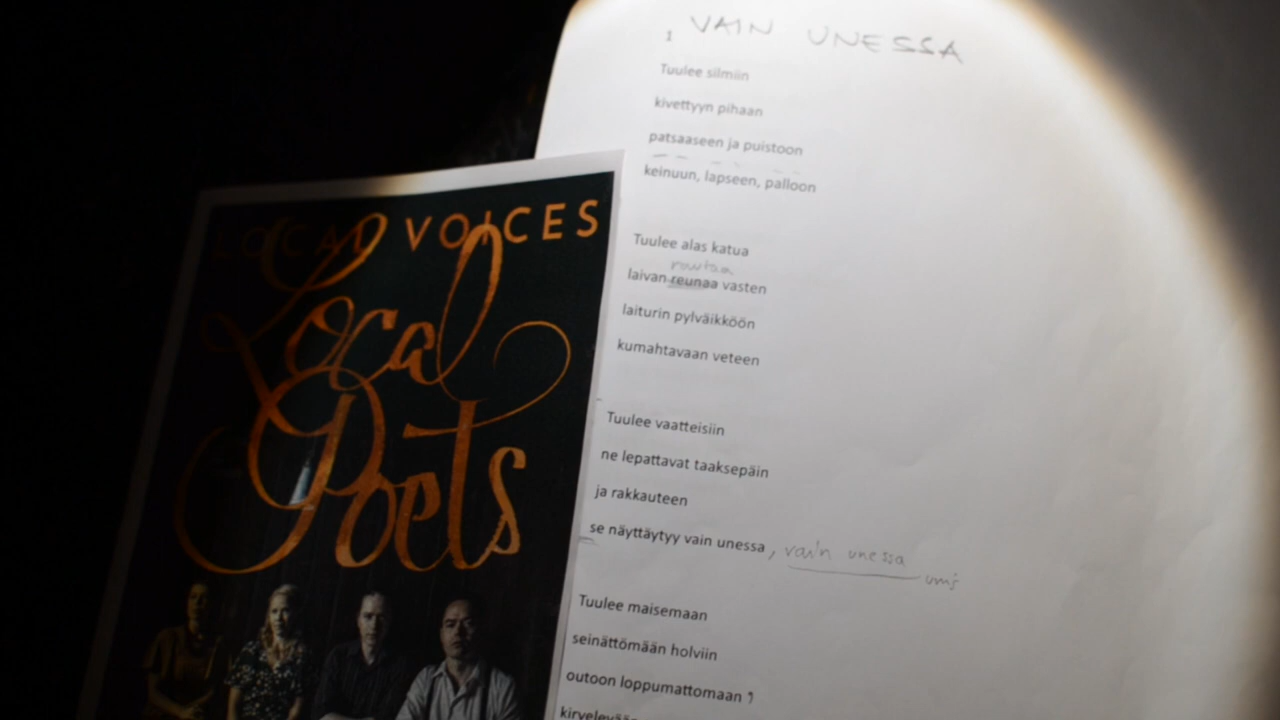 LOCAL VOICES
Local
Poets
1 VAIN UNESSA
Tuulee silmiin
kivettyyn pihaan
patsaaseen ja puistoon
keinuun, lapseen, palloon
Tuulee alas katua
rautaa
laivan reunaa vasten
laiturin pylväikköön
kumahtavaan veteen
Tuulee vaatteisiin
ne lepattavat taaksepäin
ja rakkauteen
se näyttäytyy vain unessa, vain unessa
Tuulee maisemaan
seinättömään holviin
outoon loppumattomaan